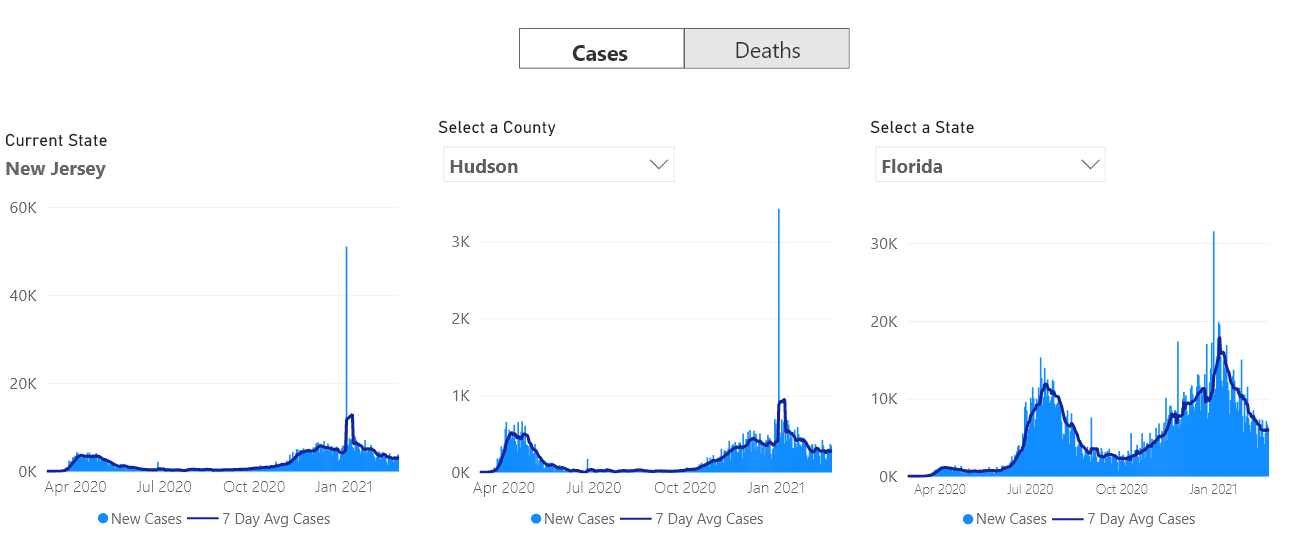 Cases
Deaths
Current State
New Jersey
60K
40K
20K
0K
Apr 2020
Jul 2020
Oct 2020
Jan 2021
New Cases
7 Day Avg Cases
Select a County
Hudson
3K
2K
1K
0K
Apr 2020
Jul 2020
Oct 2020
Jan 2021
New Cases
7 Day Avg Cases
Select a State
Florida
30K
20K
10K
0K
Apr 2020
Jul 2020
Oct 2020
Jan 2021
New Cases
7 Day Avg Cases